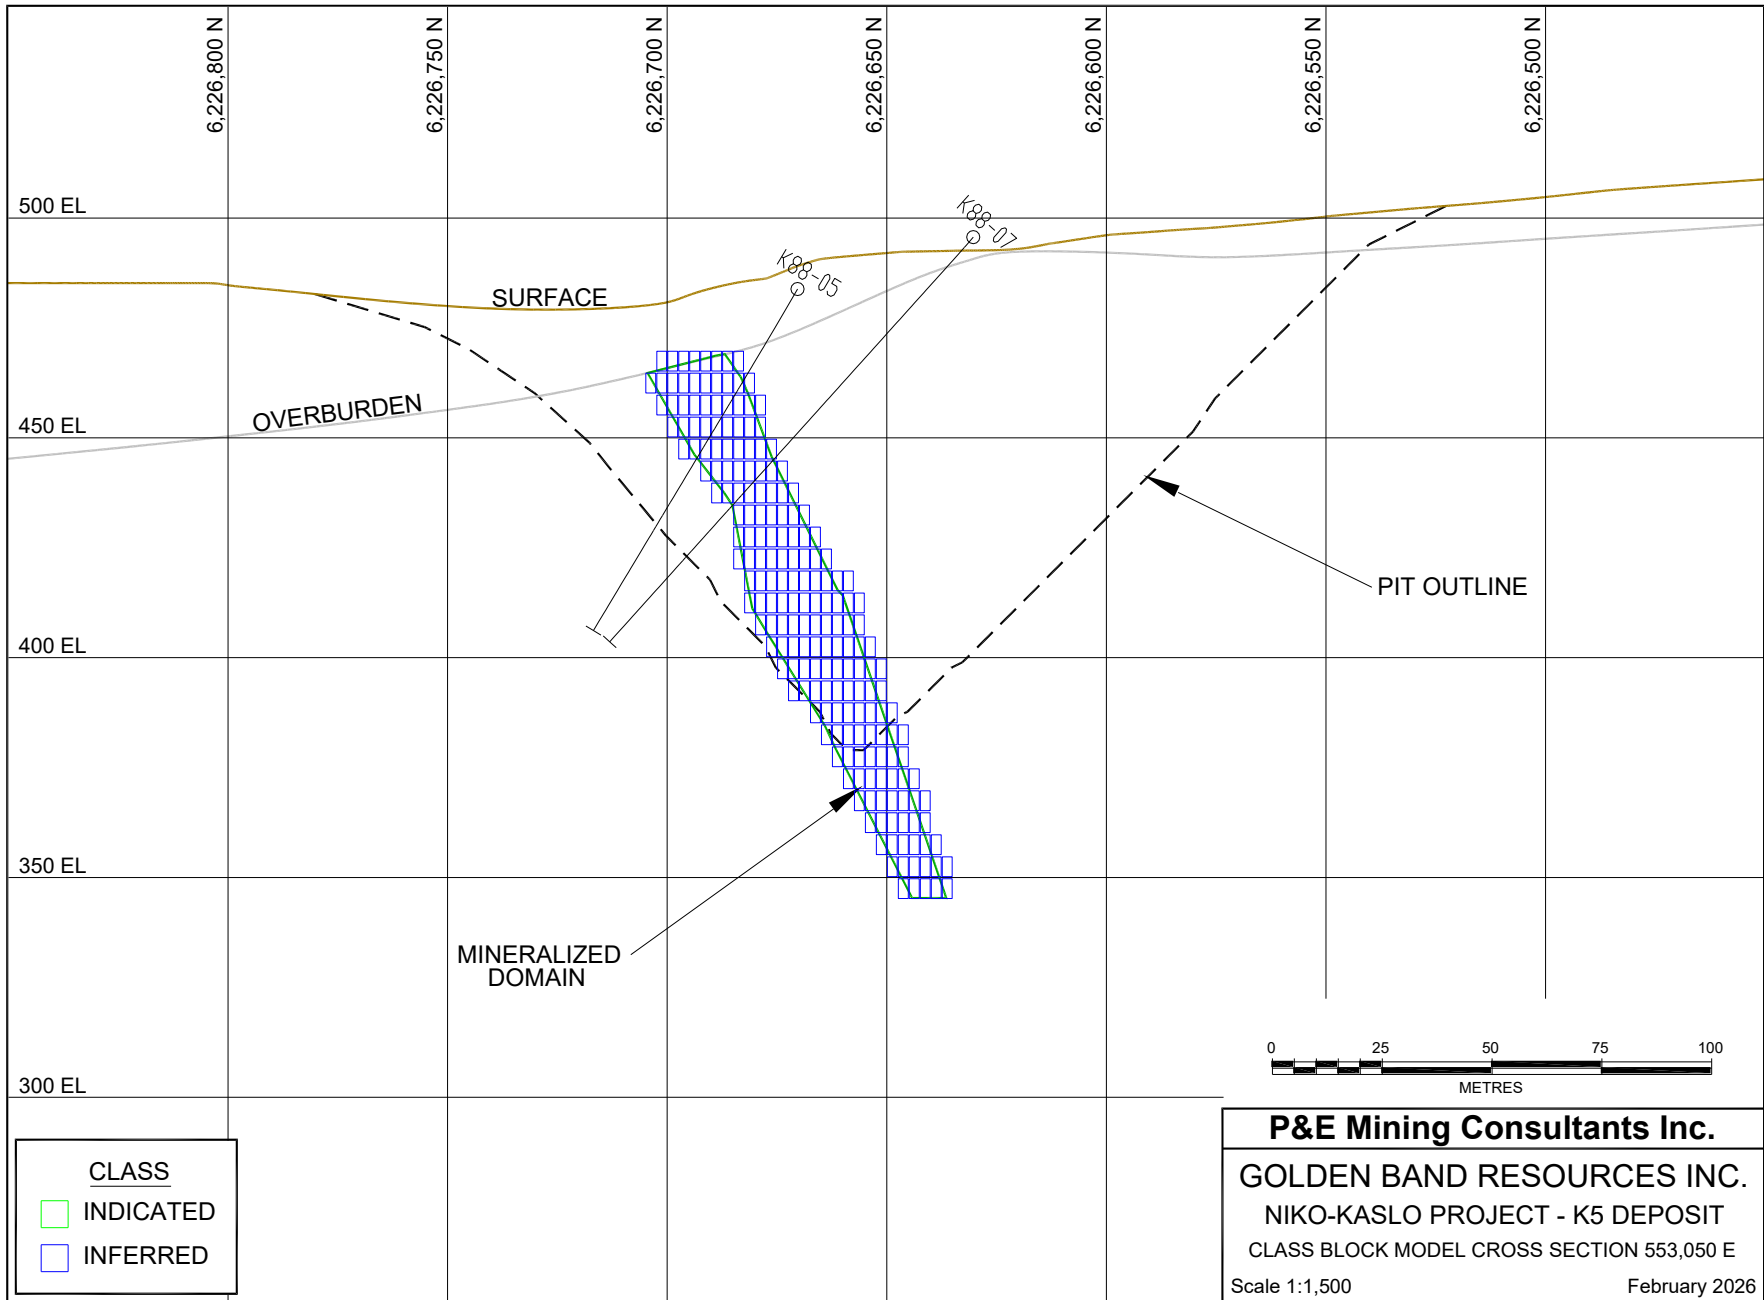 6,226,800 N
6,226,750 N
6,226,700 N
6,226,650 N
6,226,600 N
6,226,550 N
6,226,500 N
500 EL
K88-07
K88-05
SURFACE
OVERBURDEN
450 EL
PIT OUTLINE
400 EL
350 EL
MINERALIZED
DOMAIN
300 EL
0 25 50 75 100
METRES
CLASS
INDICATED
INFERRED
P&E Mining Consultants Inc.
GOLDEN BAND RESOURCES INC.
NIKO-KASLO PROJECT - K5 DEPOSIT
CLASS BLOCK MODEL CROSS SECTION 553,050 E
Scale 1:1,500 February 2026